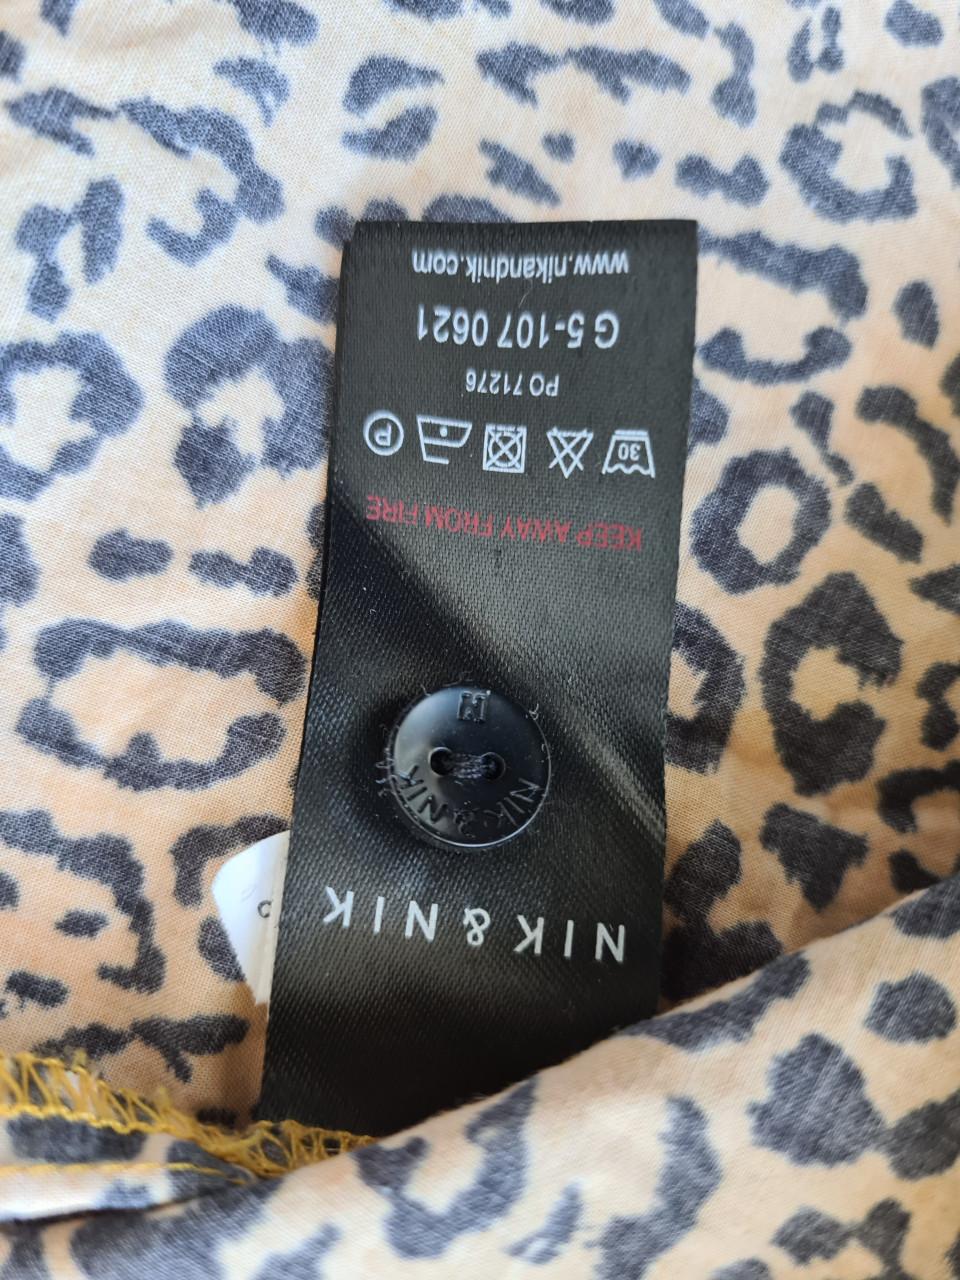 NIK & NIK
NIK & NIK
KEEP AWAY FROM FIRE
30
P
PO 71276
G 5-107 0621
www.nikandnik.com